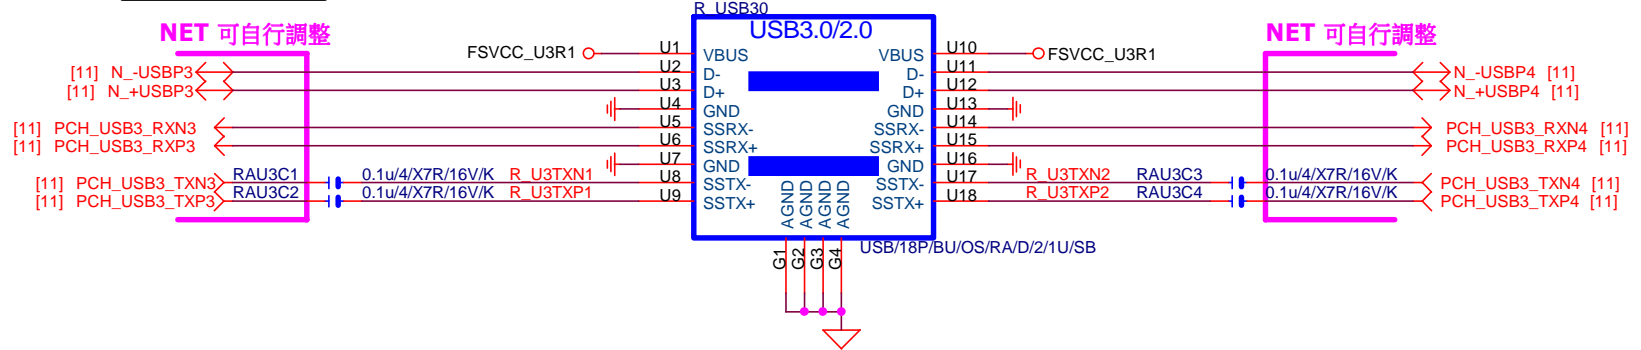 R_USB30
NET 可自行調整
USB3.0/2.0
NET 可自行調整
FSVCC_U3R1 U1 VBUS VBUS U10 FSVCC_U3R1
[11] N_-USBP3 U2 D- D- U11 N_-USBP4 [11]
[11] N_+USBP3 U3 D+ D+ U12 N_+USBP4 [11]
U4 GND GND U13
[11] PCH_USB3_RXN3 U5 SSRX- SSRX- U14 PCH_USB3_RXN4 [11]
[11] PCH_USB3_RXP3 U6 SSRX+ SSRX+ U15 PCH_USB3_RXP4 [11]
U7 GND GND U16
[11] PCH_USB3_TXN3 RAU3C1 0.1u/4/X7R/16V/K R_U3TXN1 U8 SSTX- SSTX- U17 R_U3TXN2 RAU3C3 0.1u/4/X7R/16V/K PCH_USB3_TXN4 [11]
[11] PCH_USB3_TXP3 RAU3C2 0.1u/4/X7R/16V/K R_U3TXP1 U9 SSTX+ SSTX+ U18 R_U3TXP2 RAU3C4 0.1u/4/X7R/16V/K PCH_USB3_TXP4 [11]
AGND AGND AGND AGND
USB/18P/BU/OS/RA/D/2/1U/SB
G1 G2 G3 G4